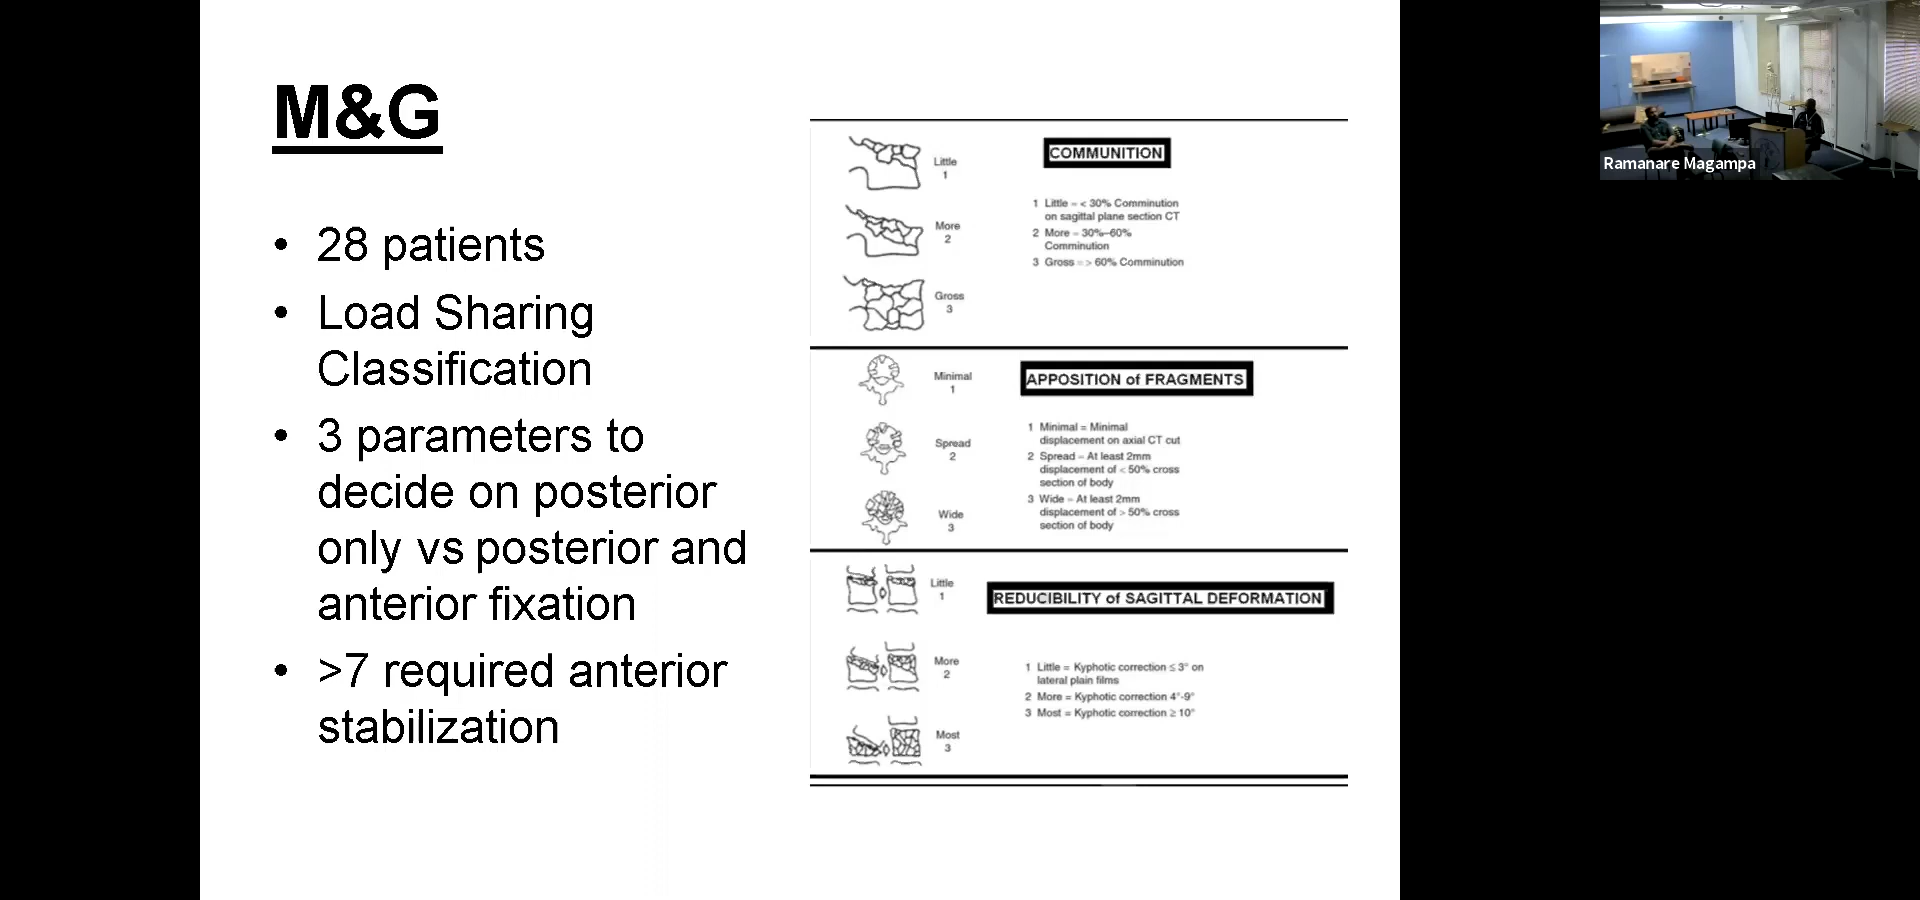 M&G
• 28 patients
• Load Sharing
Classification
• 3 parameters to
decide on posterior
only vs posterior and
anterior fixation
• >7 required anterior
stabilization
COMMUNITION
Little
1
More
2
Gross
3
1 Little = < 30% Comminution
on sagittal plane section CT
2 More = 30%–60%
Comminution
3 Gross = > 60% Comminution
APPOSITION of FRAGMENTS
Minimal
1
Spread
2
Wide
3
1 Minimal = Minimal
displacement on axial CT cut
2 Spread = At least 2mm
displacement of < 50% cross
section of body
3 Wide = At least 2mm
displacement of > 50% cross
section of body
REDUCIBILITY of SAGITTAL DEFORMATION
Little
1
More
2
Most
3
1 Little = Kyphotic correction ≤ 3° on
lateral plain films
2 More = Kyphotic correction 4°-9°
3 Most = Kyphotic correction ≥ 10°
Ramanare Magampa